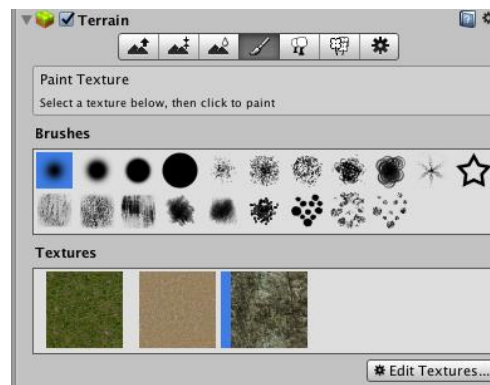 Terrain
Paint Texture
Select a texture below, then click to paint
Brushes
Textures
Edit Textures...